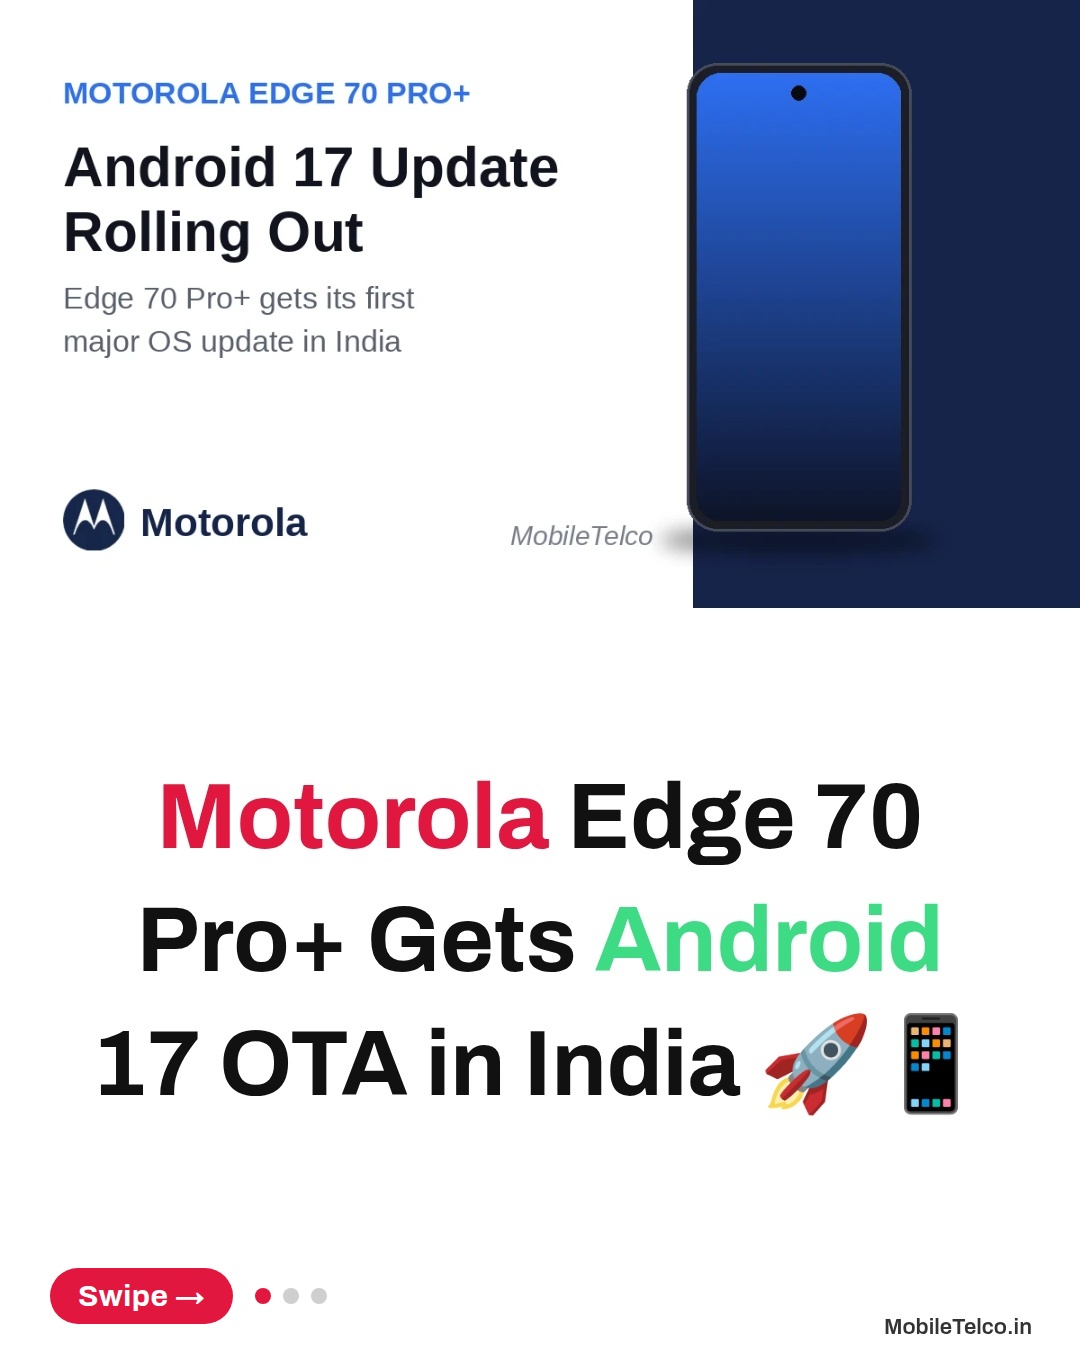 MOTOROLA EDGE 70 PRO+
Android 17 Update
Rolling Out
Edge 70 Pro+ gets its first
major OS update in India
Motorola
MobileTelco
Motorola Edge 70
Pro+ Gets Android
17 OTA in India 🚀 📱
Swipe →
MobileTelco.in